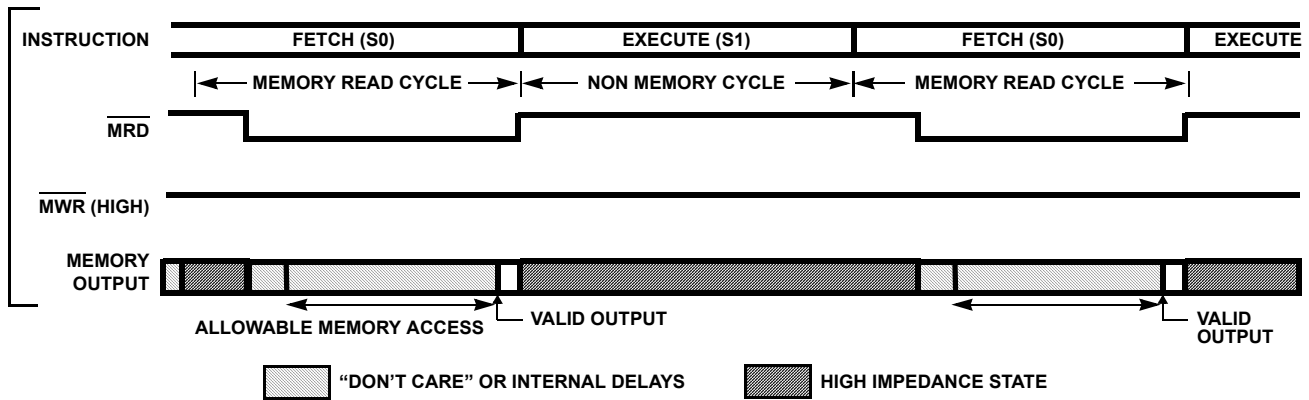 INSTRUCTION FETCH (S0) EXECUTE (S1) FETCH (S0) EXECUTE
MEMORY READ CYCLE NON MEMORY CYCLE MEMORY READ CYCLE
MRD
MWR (HIGH)
MEMORY
OUTPUT
ALLOWABLE MEMORY ACCESS VALID OUTPUT VALID
OUTPUT
“DON’T CARE” OR INTERNAL DELAYS HIGH IMPEDANCE STATE